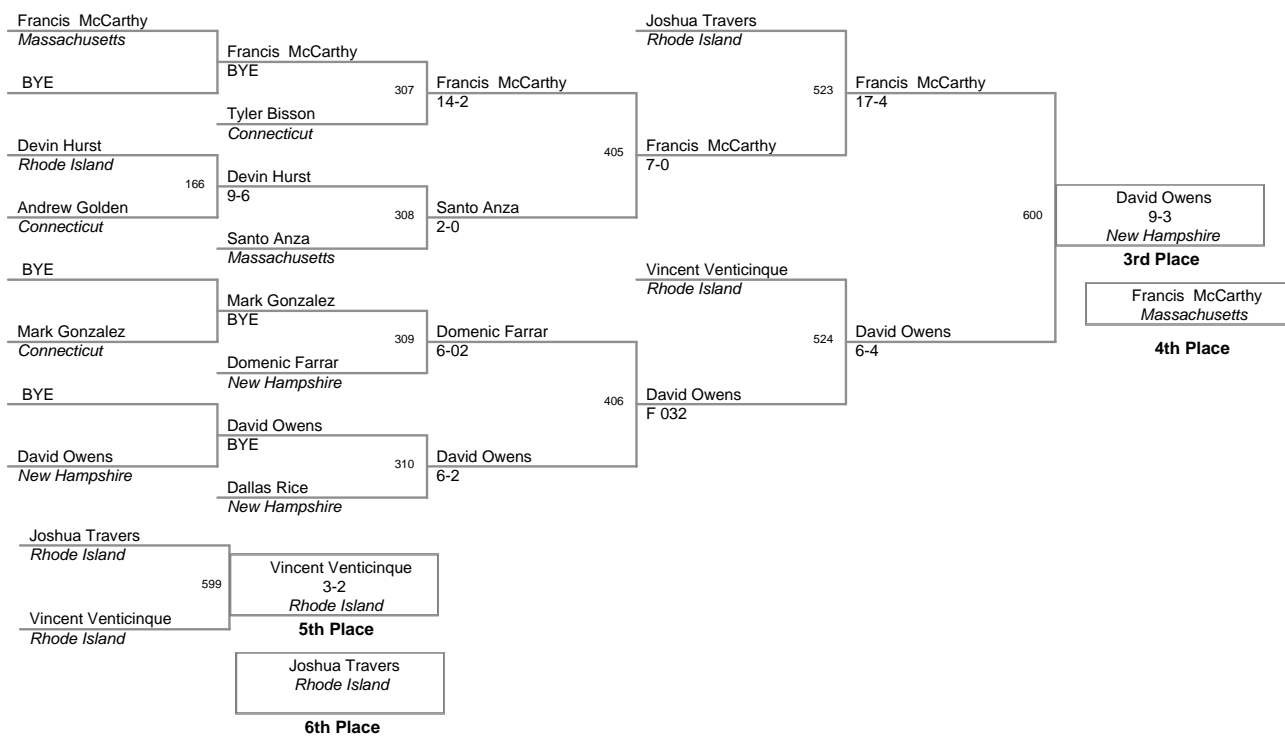 Francis  McCarthy
Massachusetts
BYE
Devin Hurst
Rhode Island
166
Andrew Golden
Connecticut
BYE
Mark Gonzalez
Connecticut
BYE
David Owens
New Hampshire
Francis  McCarthy
BYE
307
Tyler Bisson
Connecticut
Devin Hurst
9-6
308
Santo Anza
Massachusetts
Mark Gonzalez
BYE
309
Domenic Farrar
New Hampshire
David Owens
BYE
310
Dallas Rice
New Hampshire
Francis  McCarthy
14-2
405
Santo Anza
2-0
Domenic Farrar
6-02
406
David Owens
6-2
Joshua Travers
Rhode Island
523
Francis  McCarthy
7-0
Vincent Venticinque
Rhode Island
524
David Owens
F 032
Francis  McCarthy
17-4
600
David Owens
6-4
David Owens
9-3
New Hampshire
3rd Place
Francis  McCarthy
Massachusetts
4th Place
Joshua Travers
Rhode Island
599
Vincent Venticinque
Rhode Island
Vincent Venticinque
3-2
Rhode Island
5th Place
Joshua Travers
Rhode Island
6th Place